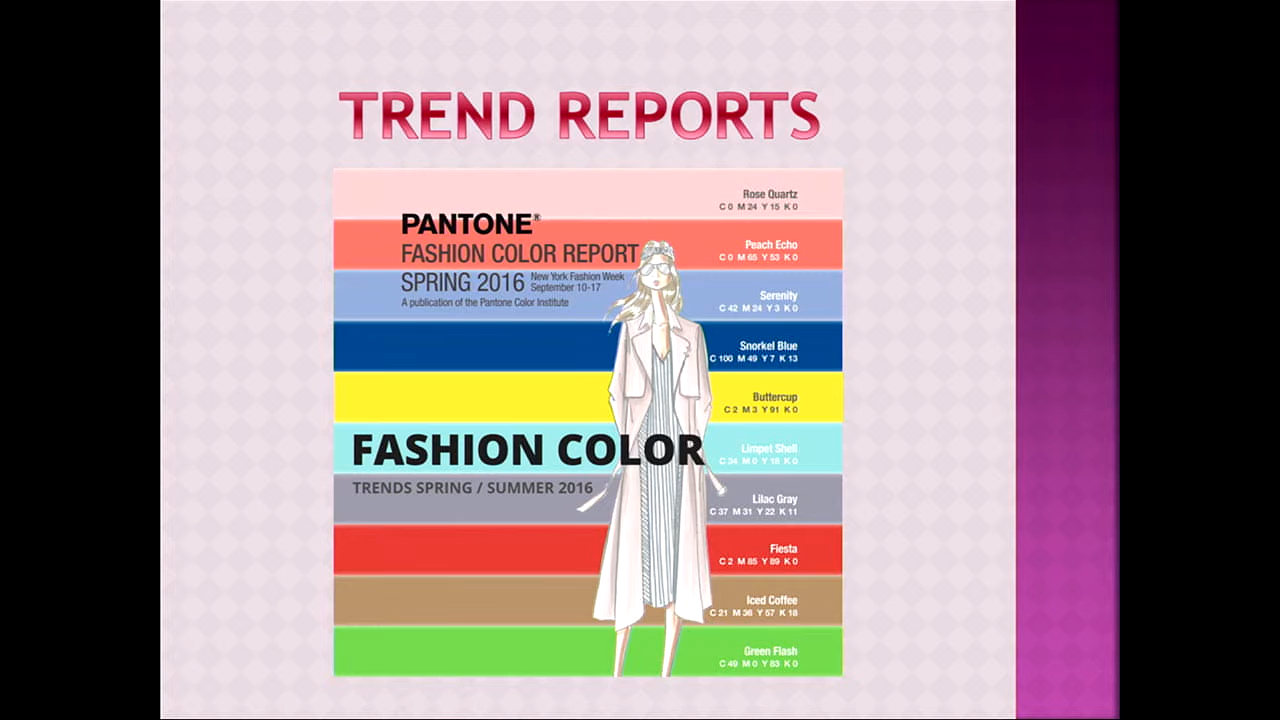 TREND REPORTS
PANTONE®
FASHION COLOR REPORT
SPRING 2016 New York Fashion Week
September 10-17
A publication of the Pantone Color Institute
Rose Quartz
C 0 M 24 Y 15 K 0
Peach Echo
C 0 M 65 Y 53 K 0
Serenity
C 42 M 24 Y 3 K 0
Snorkel Blue
C 100 M 49 Y 7 K 13
Buttercup
C 2 M 3 Y 91 K 0
FASHION COLOR
TRENDS SPRING / SUMMER 2016
Limpet Shell
C 34 M 0 Y 18 K 0
Lilac Gray
C 37 M 31 Y 22 K 11
Fiesta
C 2 M 85 Y 89 K 0
Iced Coffee
C 21 M 36 Y 57 K 18
Green Flash
C 49 M 0 Y 83 K 0